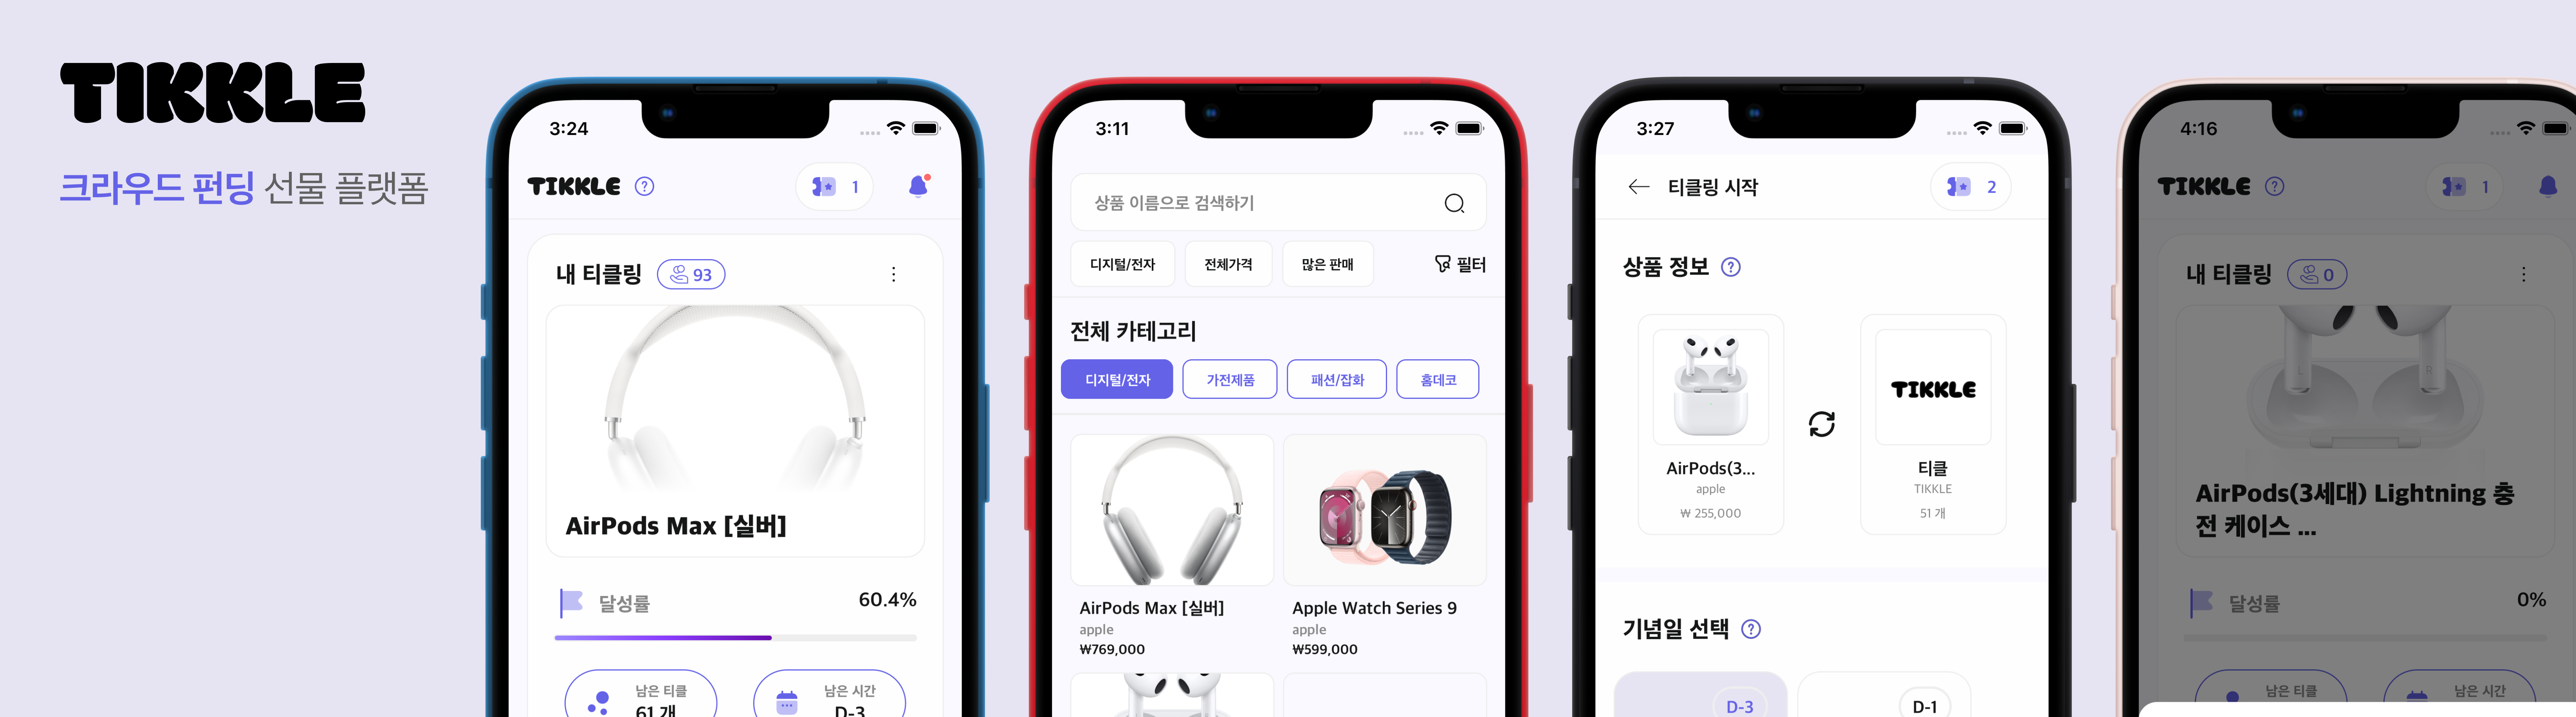 TIKKLE
크라우드 펀딩 선물 플랫폼
3:24
TIKKLE ? 1
내 티클링 93
AirPods Max [실버]
달성률 60.4%
남은 티클
61 개
남은 시간
D-3
3:11
상품 이름으로 검색하기
디지털/전자 전체가격 많은 판매 필터
전체 카테고리
디지털/전자 가전제품 패션/잡화 홈데코
AirPods Max [실버]
apple
₩769,000
Apple Watch Series 9
apple
₩599,000
3:27
티클링 시작 2
상품 정보 ?
AirPods(3...
apple
₩ 255,000
TIKKLE
티클
TIKKLE
51 개
기념일 선택 ?
D-3
D-1
4:16
TIKKLE ? 1
내 티클링 0
L R
AirPods(3세대) Lightning 충
전 케이스 ...
달성률 0%
남은 티클
남은 시간